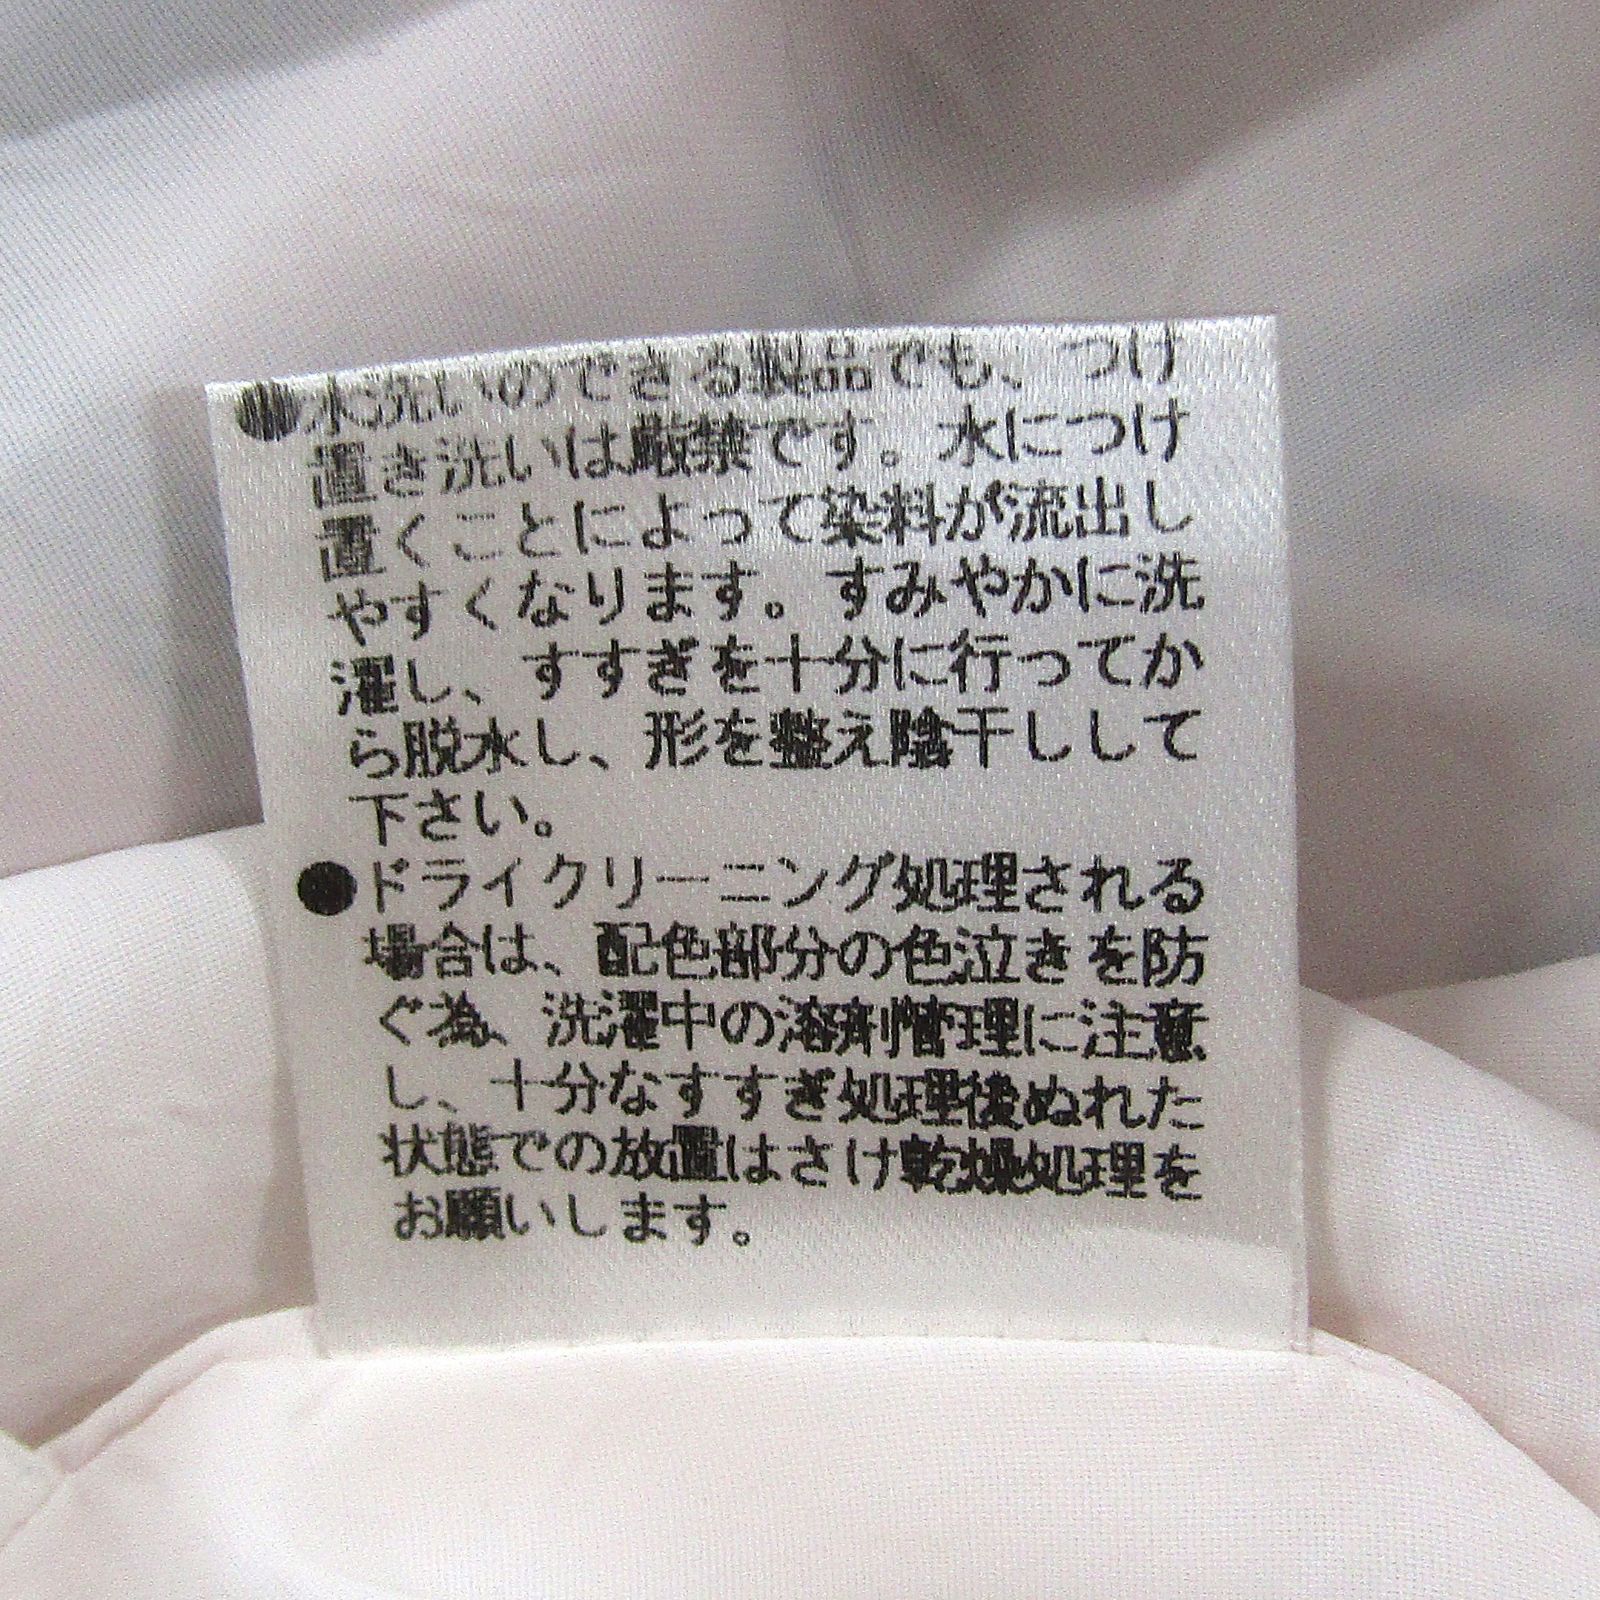 ●水洗いのできる製品でも、つけ
置き洗いは厳禁です。水につけ
置くことによって染料が流出し
やすくなります。すみやかに洗
濯し、すすぎを十分に行ってか
ら脱水し、形を整え陰干しして
下さい。
●ドライクリーニング処理される
場合は、配色部分の色泣きを防
ぐ為、洗濯中の溶剤管理に注意
し、十分なすすぎ処理後ぬれた
状態での放置はさけ乾燥処理を
お願いします。